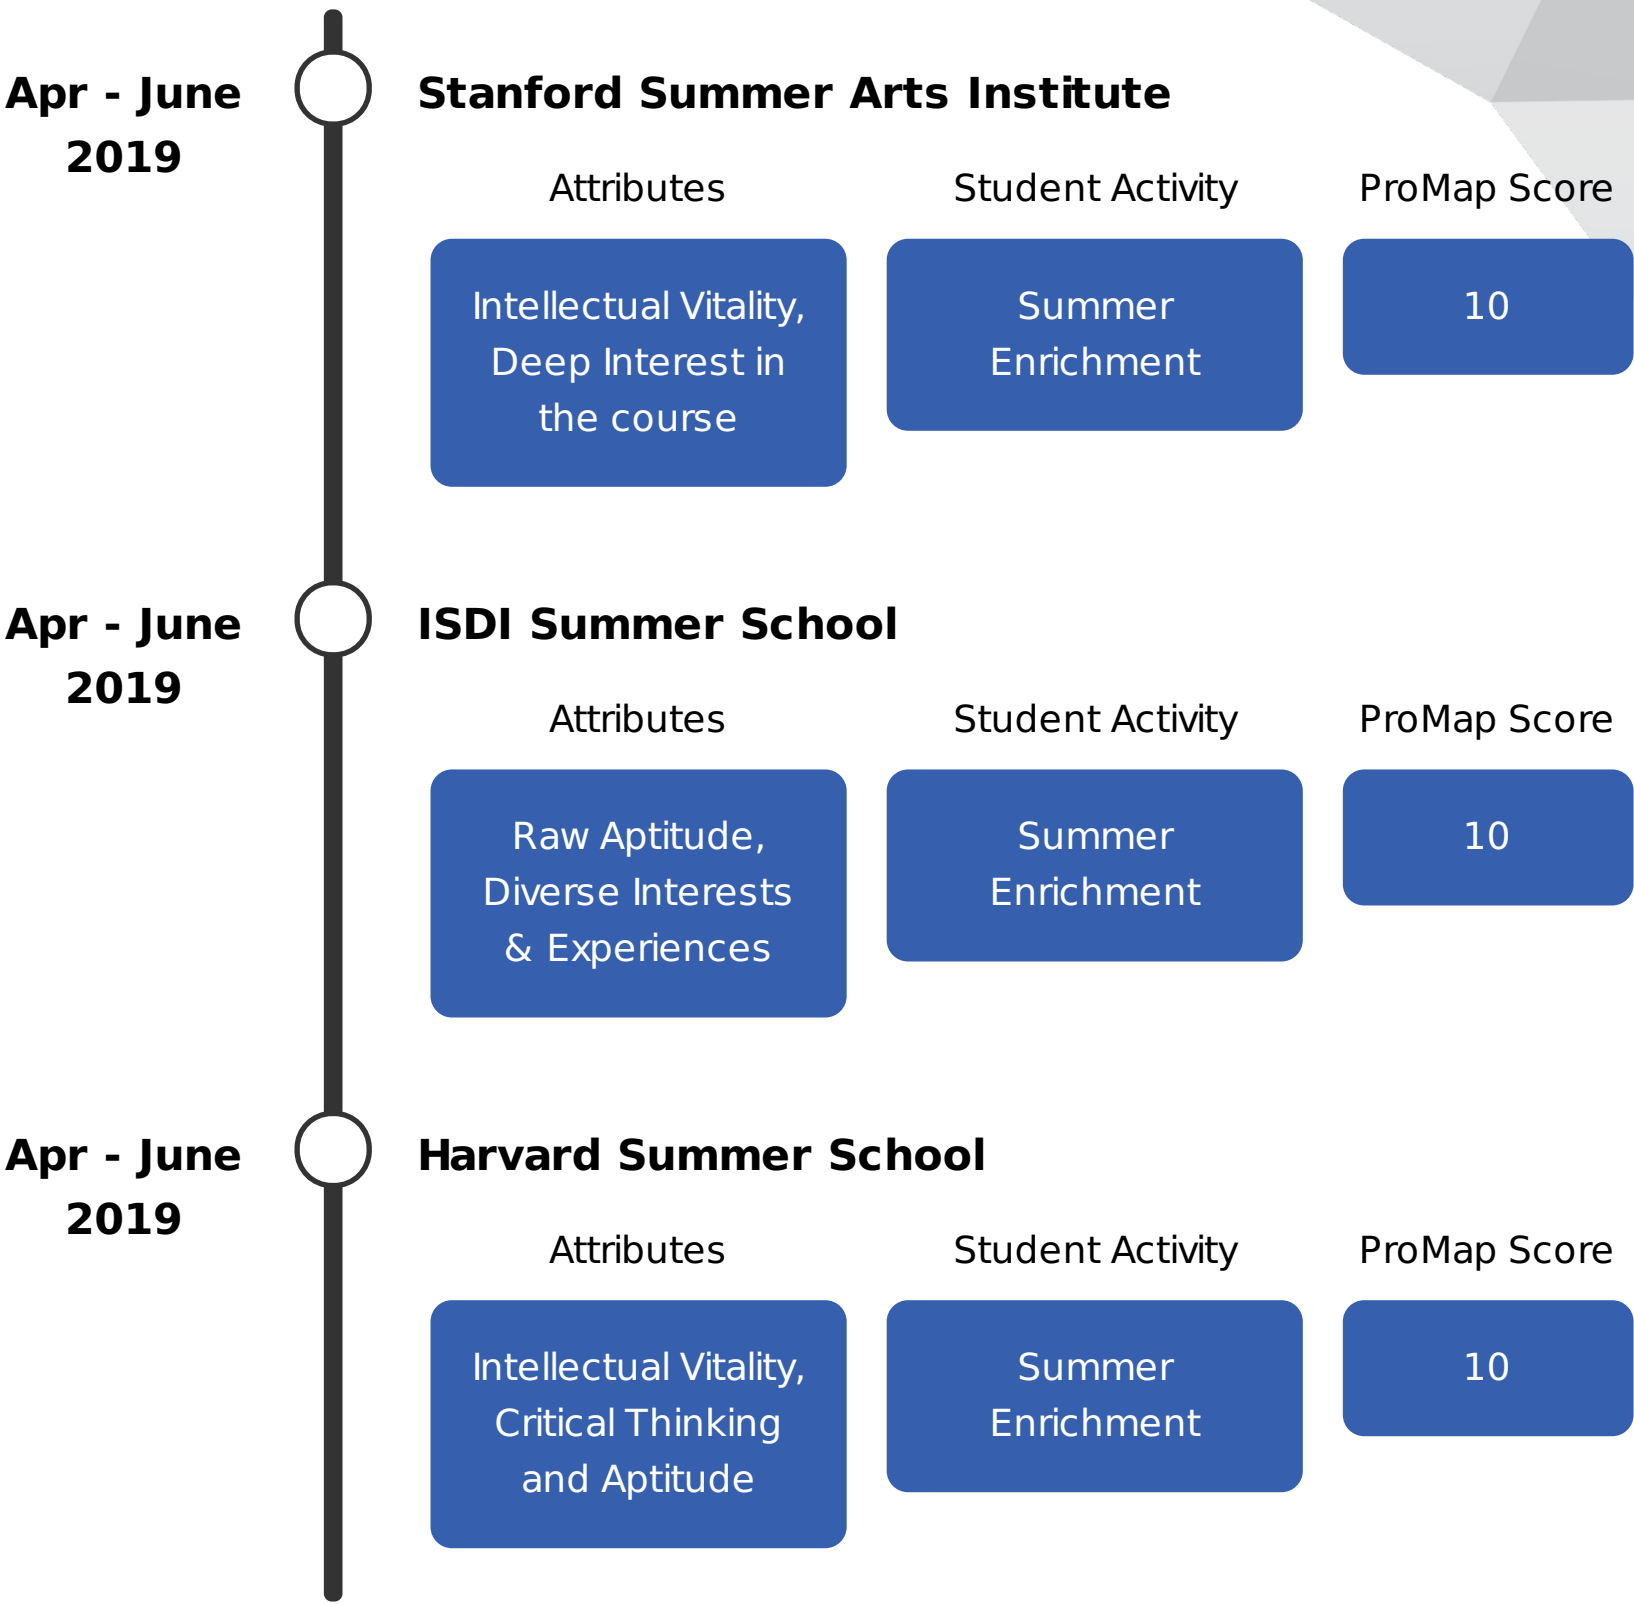 Apr - June
2019
Stanford Summer Arts Institute
Attributes
Student Activity
ProMap Score
Intellectual Vitality,
Deep Interest in
the course
Summer
Enrichment
10
Apr - June
2019
ISDI Summer School
Attributes
Student Activity
ProMap Score
Raw Aptitude,
Diverse Interests
& Experiences
Summer
Enrichment
10
Apr - June
2019
Harvard Summer School
Attributes
Student Activity
ProMap Score
Intellectual Vitality,
Critical Thinking
and Aptitude
Summer
Enrichment
10